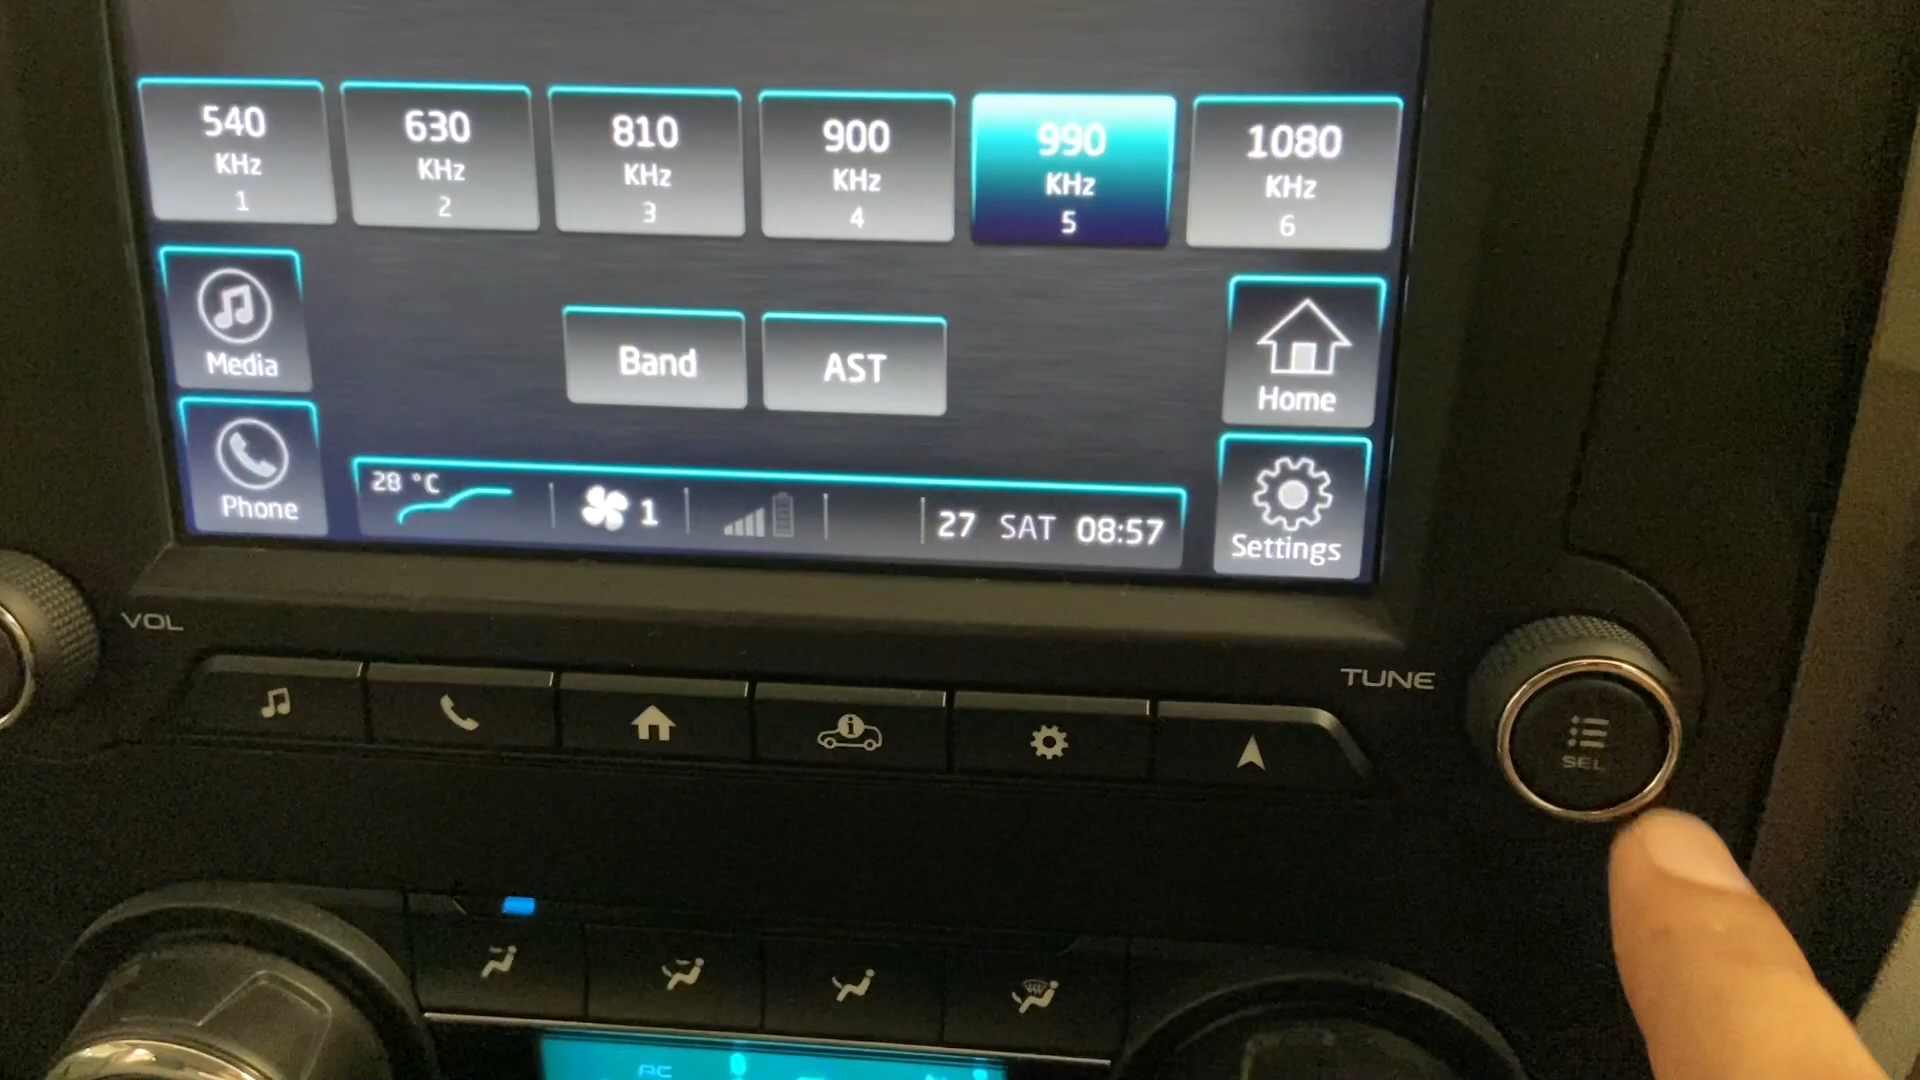 540
KHz
1
630
KHz
2
810
KHz
3
900
KHz
4
990
KHz
5
1080
KHz
6
Media
Band
AST
Home
Phone
28 °C
1
27 SAT 08:57
Settings
VOL
TUNE
SEL
AC